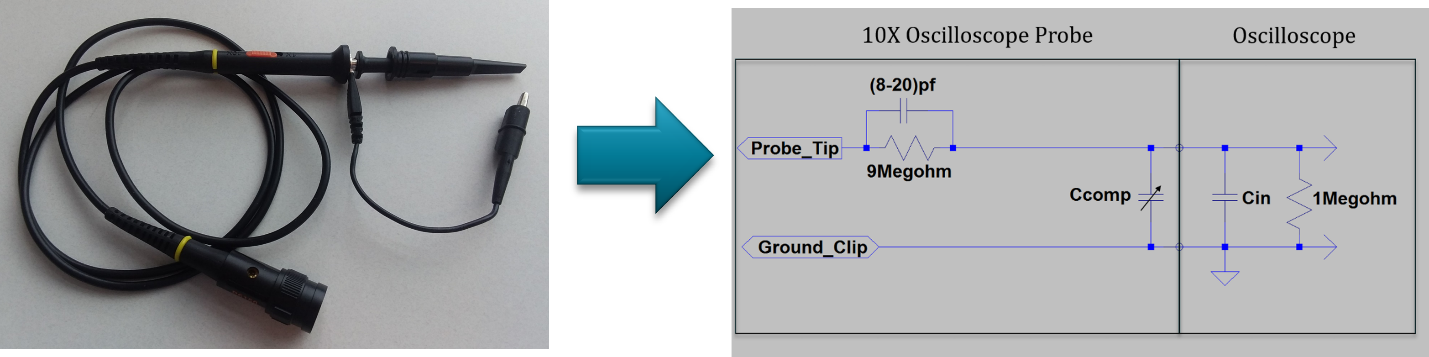 10X Oscilloscope Probe
Oscilloscope
(8-20)pf
Probe_Tip
9Megohm
Ccomp
Cin
1Megohm
Ground_Clip